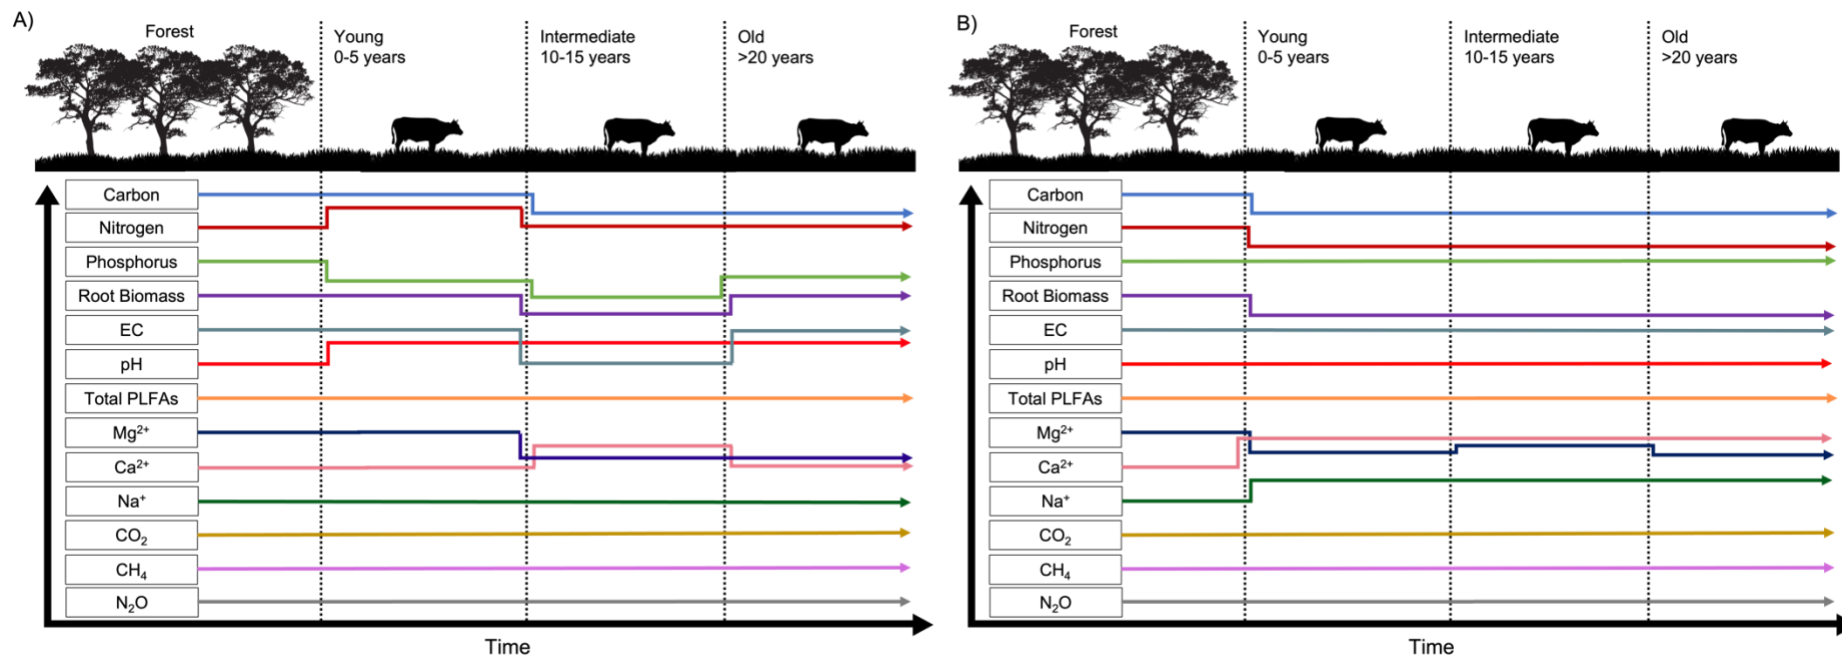 A)
Forest
Young
0-5 years
Intermediate
10-15 years
Old
>20 years
Carbon
Nitrogen
Phosphorus
Root Biomass
EC
pH
Total PLFAs
Mg²⁺
Ca²⁺
Na⁺
CO₂
CH₄
N₂O
Time
B)
Forest
Young
0-5 years
Intermediate
10-15 years
Old
>20 years
Carbon
Nitrogen
Phosphorus
Root Biomass
EC
pH
Total PLFAs
Mg²⁺
Ca²⁺
Na⁺
CO₂
CH₄
N₂O
Time